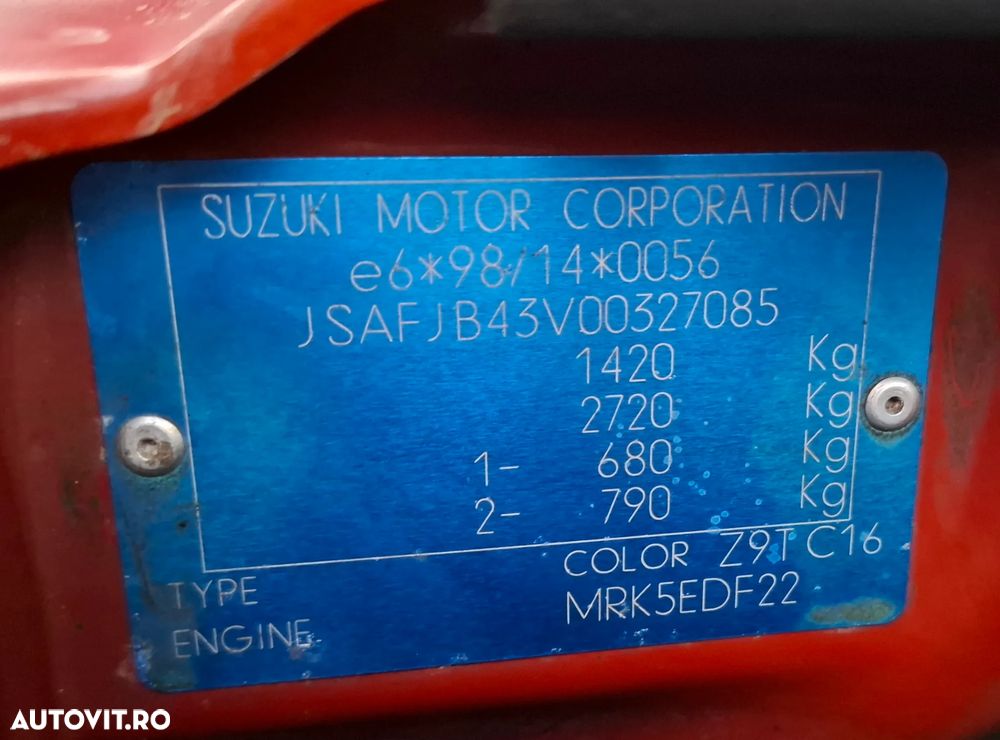 SUZUKI MOTOR CORPORATION
e6*98/14*0056
JSAFJB43V00327085
1420 Kg
2720 Kg
1- 680 Kg
2- 790 Kg
COLOR Z9T C16
TYPE MRK5EDF22
ENGINE
AUTOVIT.RO